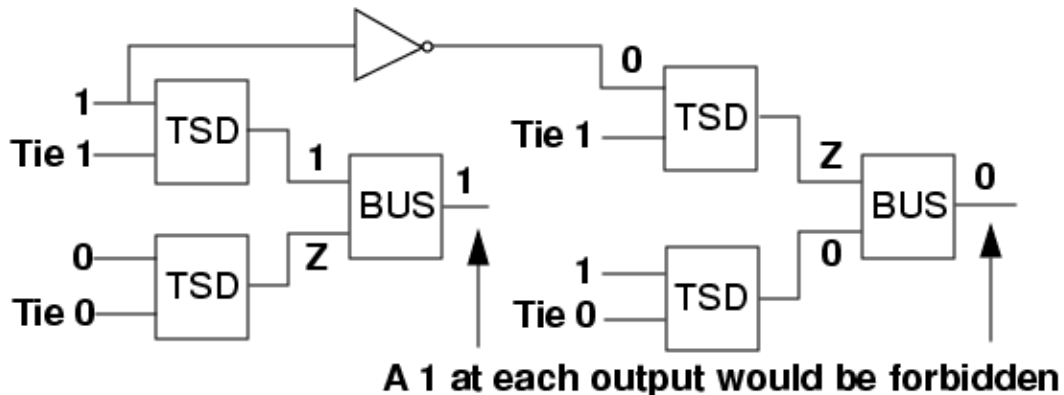 0
1
TSD
TSD
Tie 1
Tie 1
1
1
Z
0
BUS
BUS
0
TSD
Z
0
1
TSD
Tie 0
Tie 0
A 1 at each output would be forbidden